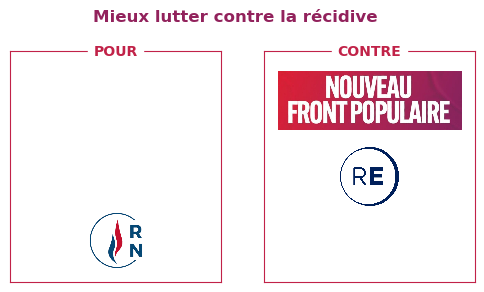 Mieux lutter contre la récidive
POUR
CONTRE
NOUVEAU
FRONT POPULAIRE
RE
R
N